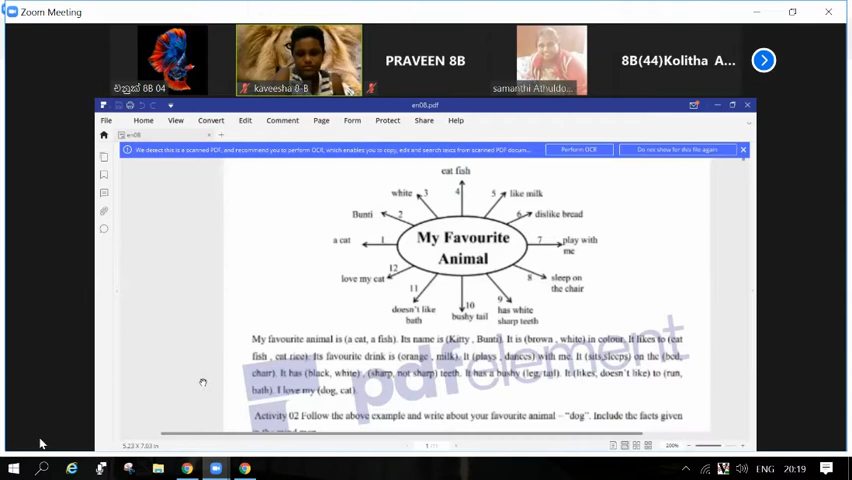 Zoom Meeting
එනුක් 8B 04
kaveesha 8-B
PRAVEEN 8B
samanthi Athuldo...
8B(44)Kolitha A...
en08.pdf
File Home View Convert Edit Comment Page Form Protect Share Help
en08
We detect this is a scanned PDF, and recommend you to perform OCR, which enables you to copy, edit and search texts from scanned PDF docum...
Perform OCR
Do not show for this file again
eat fish
white 3 4 5 like milk
Bunti 2 6 dislike bread
a cat 1 My Favourite Animal 7 play with me
love my cat 12 8 sleep on the chair
11 10 9 has white sharp teeth
doesn't like bath
bushy tail
My favourite animal is (a cat, a fish). Its name is (Kitty , Bunti). It is (brown , white) in colour. It likes to (eat
fish , eat rice). Its favourite drink is (orange , milk). It (plays , dances) with me. It (sits,sleeps) on the (bed,
chair). It has (black, white) , (sharp, not sharp) teeth. It has a bushy (leg, tail). It (likes, doesn't like) to (run,
bath). I love my (dog, cat).
pdfelement
Activity 02 Follow the above example and write about your favourite animal – "dog". Include the facts given
5.23 x 7.03 in
1
200%
ENG 20:19